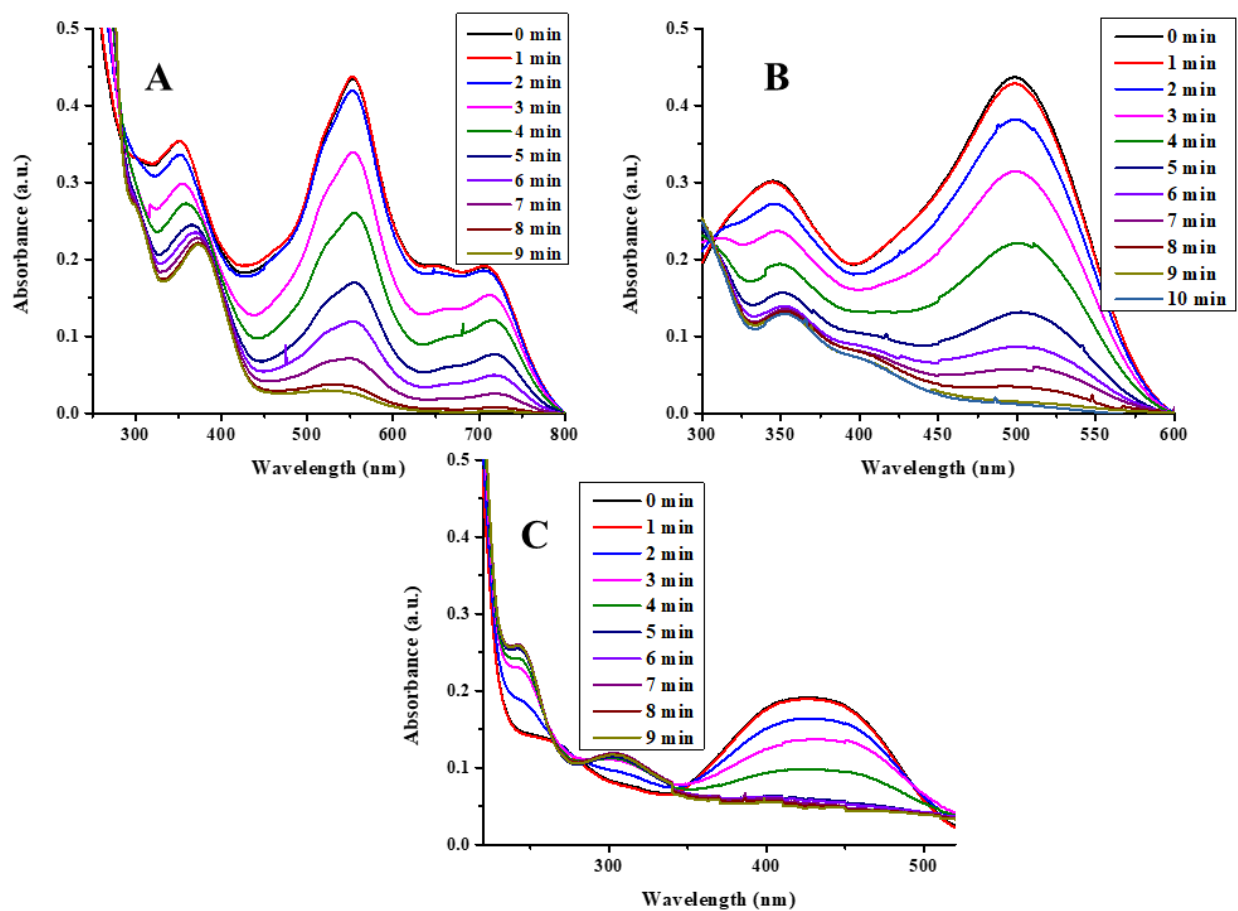 A
0.5
0.4
0.3
0.2
0.1
0.0
Absorbance (a.u.)
300 400 500 600 700 800
Wavelength (nm)
0 min
1 min
2 min
3 min
4 min
5 min
6 min
7 min
8 min
9 min
B
0.5
0.4
0.3
0.2
0.1
0.0
Absorbance (a.u.)
300 350 400 450 500 550 600
Wavelength (nm)
0 min
1 min
2 min
3 min
4 min
5 min
6 min
7 min
8 min
9 min
10 min
C
0.5
0.4
0.3
0.2
0.1
0.0
Absorbance (a.u.)
300 400 500
Wavelength (nm)
0 min
1 min
2 min
3 min
4 min
5 min
6 min
7 min
8 min
9 min